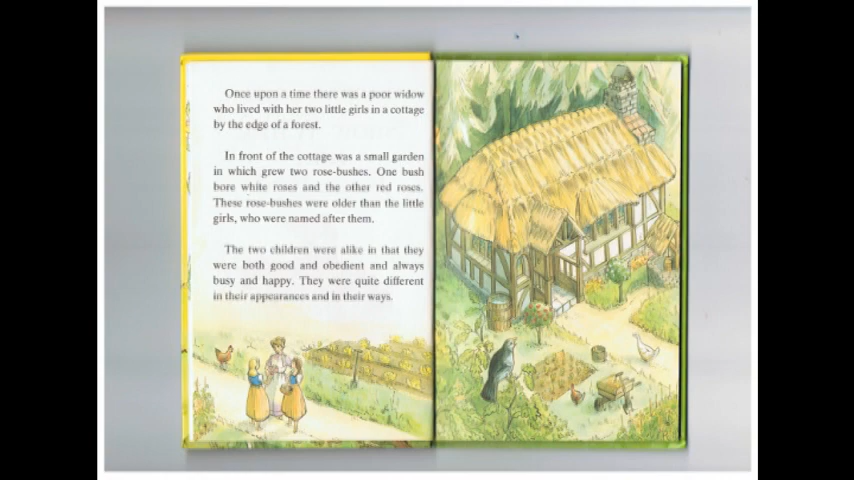 Once upon a time there was a poor widow
who lived with her two little girls in a cottage
by the edge of a forest.
In front of the cottage was a small garden
in which grew two rose-bushes. One bush
bore white roses and the other red roses.
These rose-bushes were older than the little
girls, who were named after them.
The two children were alike in that they
were both good and obedient and always
busy and happy. They were quite different
in their appearances and in their ways.